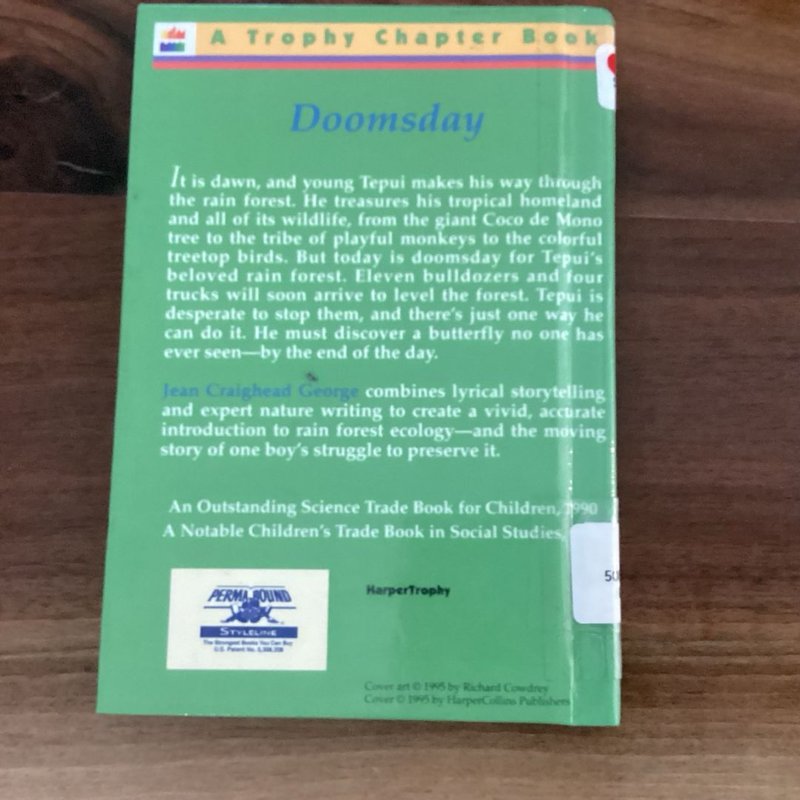 A Trophy Chapter Book
Doomsday
It is dawn, and young Tepui makes his way through
the rain forest. He treasures his tropical homeland
and all of its wildlife, from the giant Coco de Mono
tree to the tribe of playful monkeys to the colorful
treetop birds. But today is doomsday for Tepui's
beloved rain forest. Eleven bulldozers and four
trucks will soon arrive to level the forest. Tepui is
desperate to stop them, and there's just one way he
can do it. He must discover a butterfly no one has
ever seen—by the end of the day.
Jean Craighead George combines lyrical storytelling
and expert nature writing to create a vivid, accurate
introduction to rain forest ecology—and the moving
story of one boy's struggle to preserve it.
An Outstanding Science Trade Book for Children, 1990
A Notable Children's Trade Book in Social Studies,
PERMA-BOUND
STYLELINE
The Strongest Books You Can Buy
U.S. Patent No.
HarperTrophy
Cover art © 1995 by Richard Cowdrey
Cover © 1995 by HarperCollins Publishers